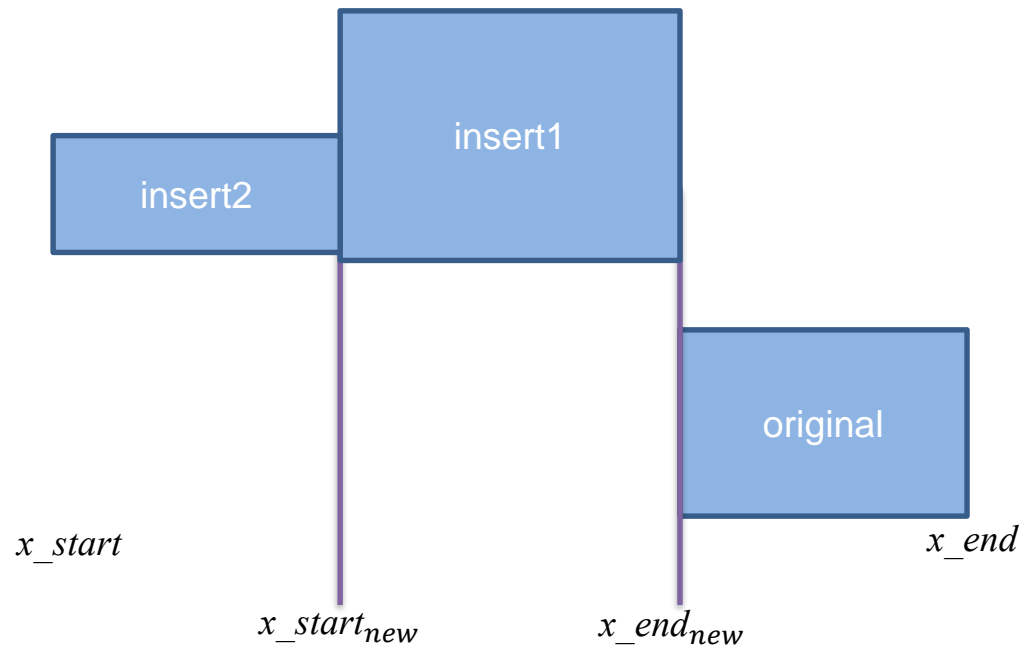 insert1
insert2
original
x_start
x_end
x_start_new
x_end_new